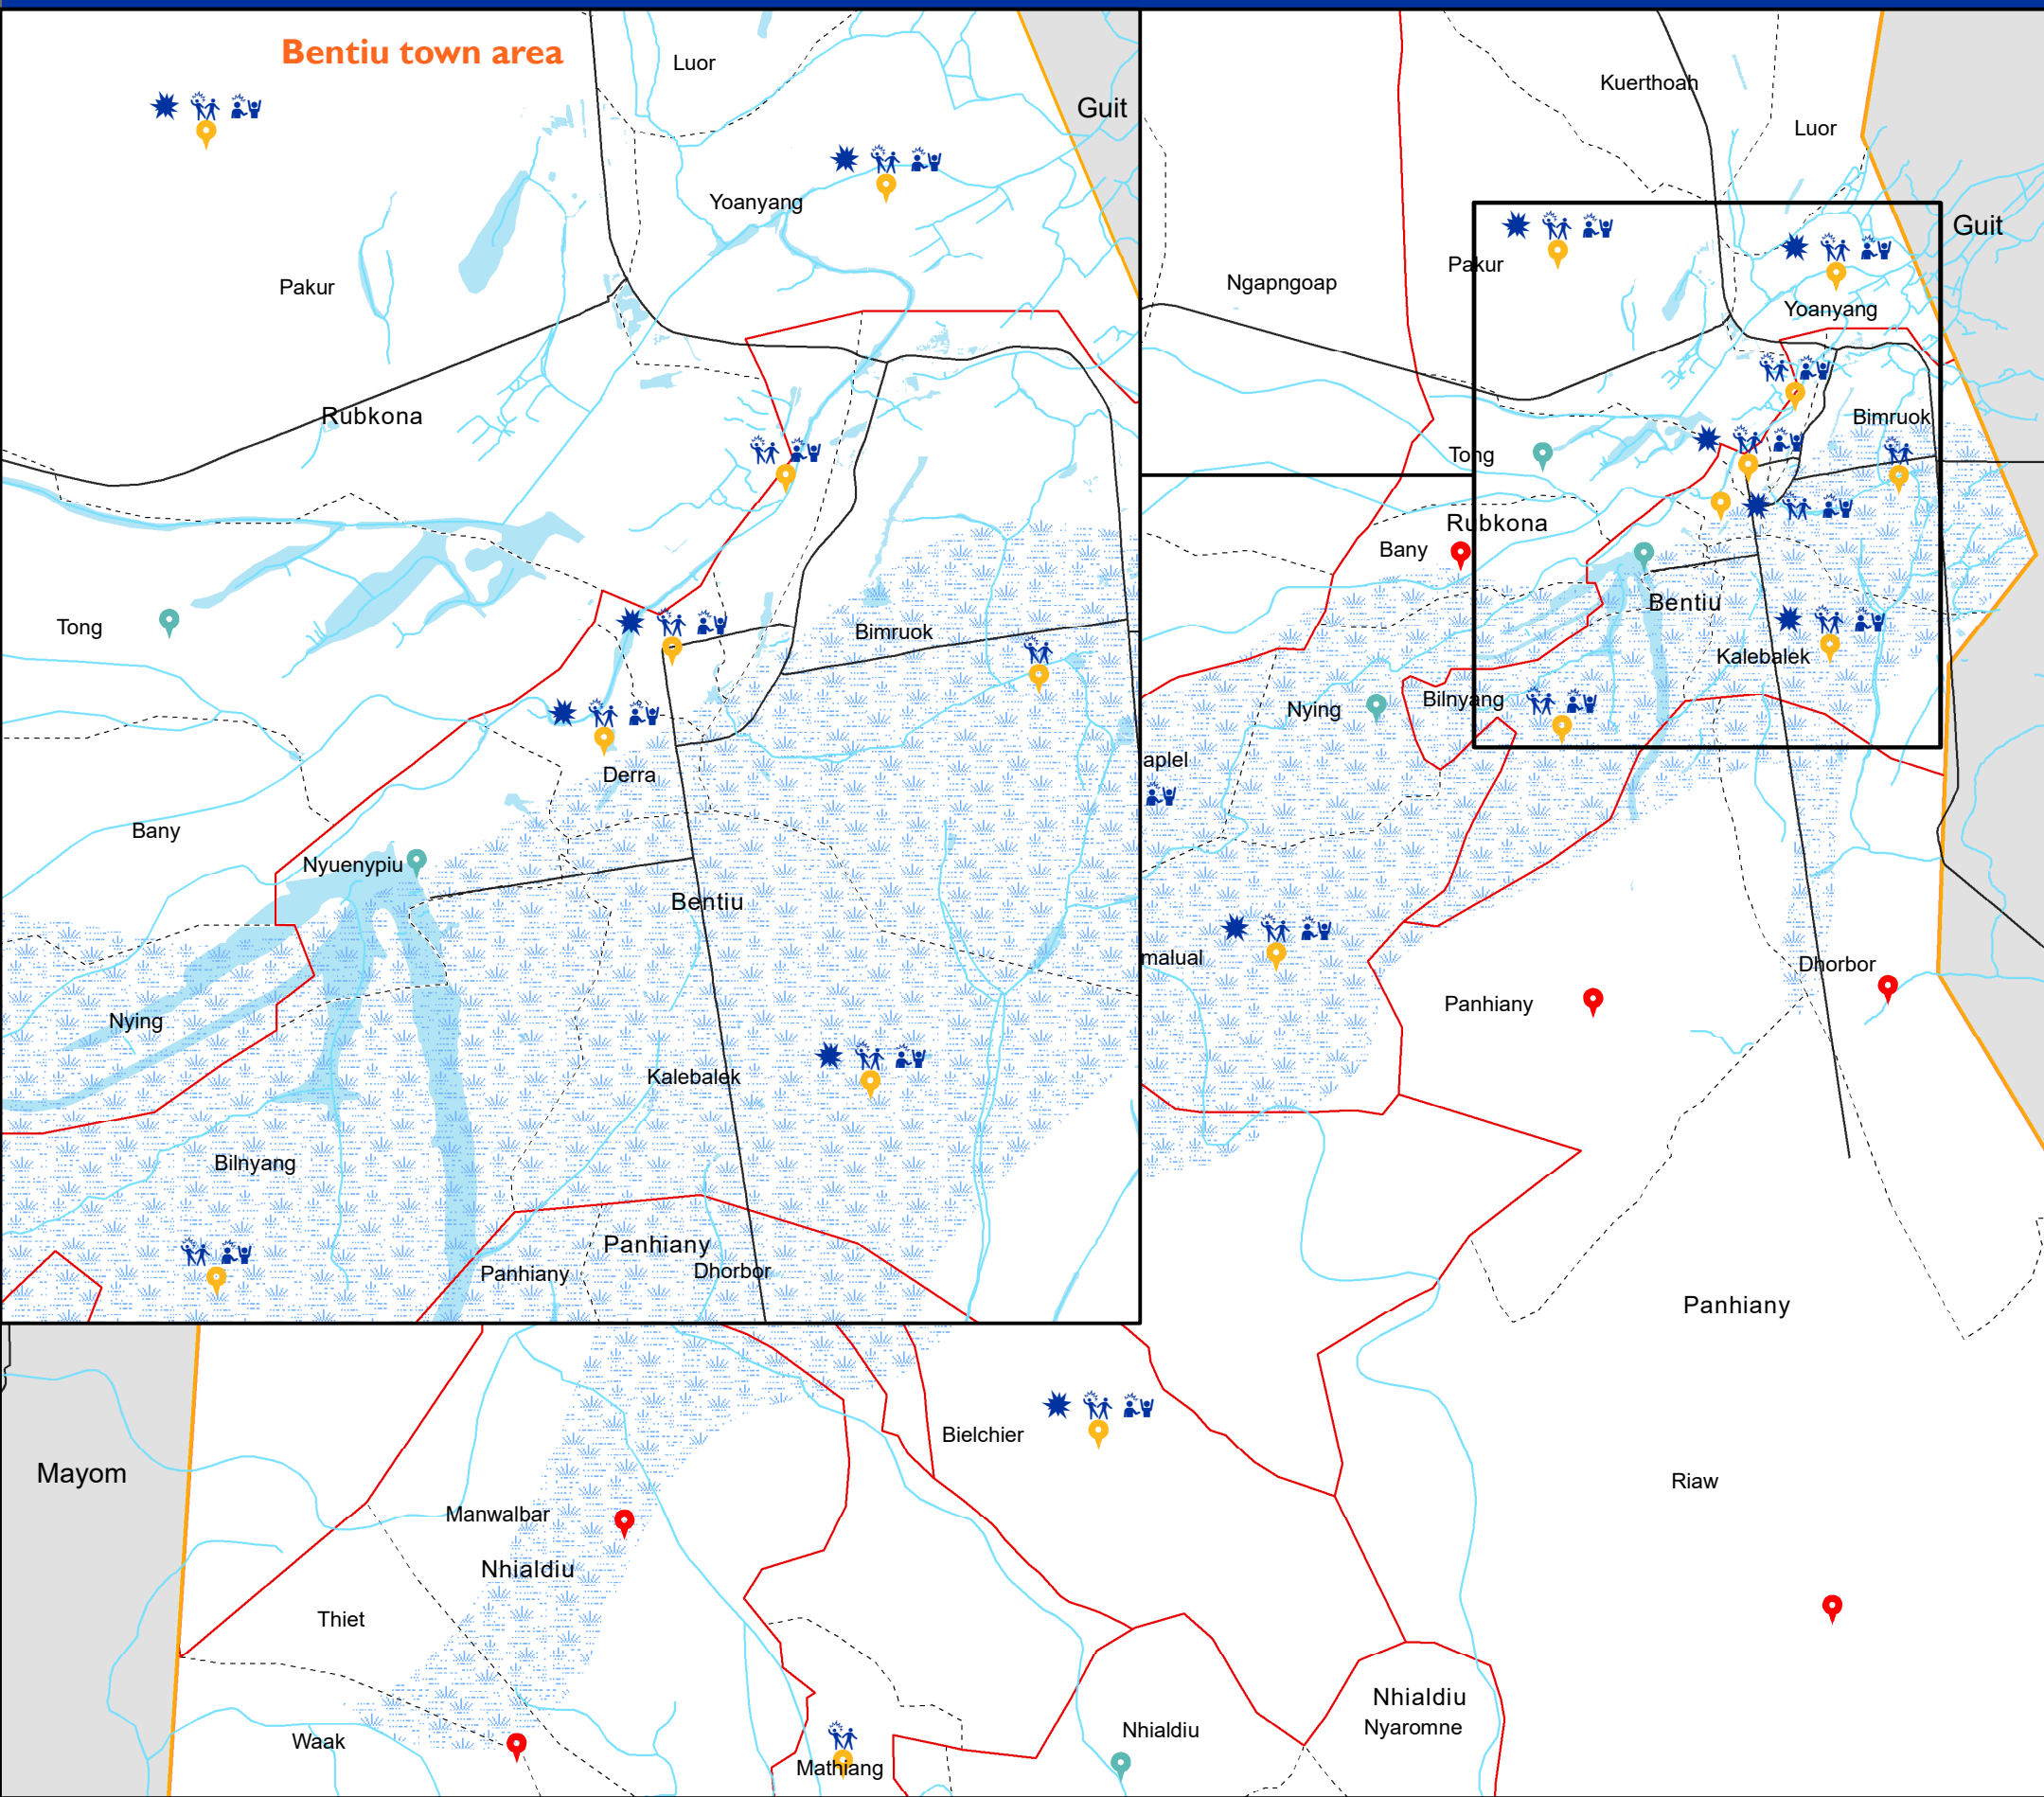 Bentiu town area
Luor
Guit
Yoanyang
Pakur
Rubkona
Tong
Bimruok
Derra
Bany
Nyuenypiu
Bentiu
Nying
Kalebalek
Bilnyang
Panhiany
Panhiany
Dhorbor
Kuerthoah
Luor
Guit
Pakur
Ngapngoap
Yoanyang
Bimruok
Tong
Rubkona
Bany
Bentiu
Kalebalek
Bilnyang
Nying
aplel
malual
Dhorbor
Panhiany
Panhiany
Bielchier
Mayom
Riaw
Manwalbar
Nhialdiu
Thiet
Nhialdiu
Nyaromne
Nhialdiu
Waak
Mathiang